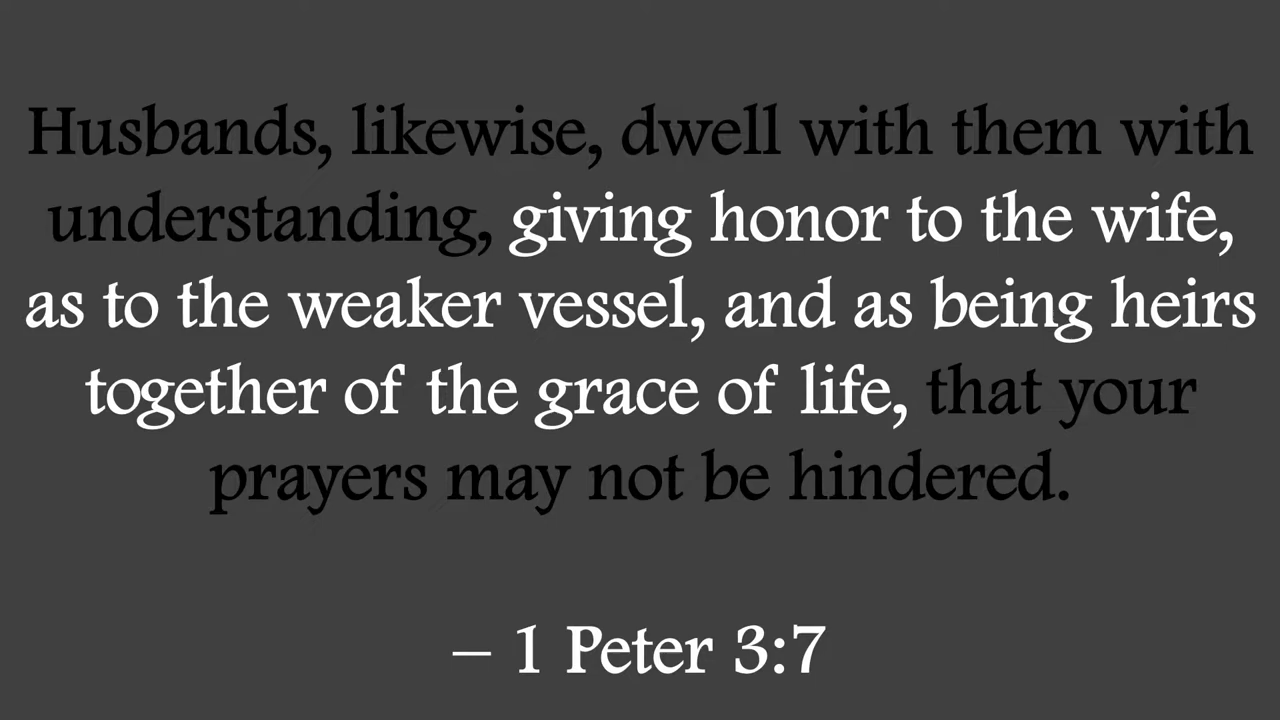 Husbands, likewise, dwell with them with
understanding, giving honor to the wife,
as to the weaker vessel, and as being heirs
together of the grace of life, that your
prayers may not be hindered.
– 1 Peter 3:7